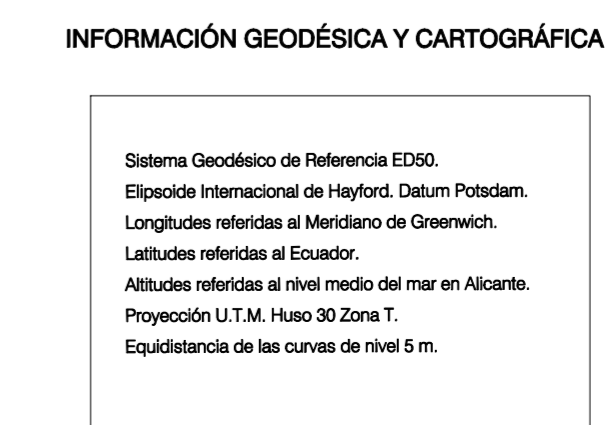 INFORMACIÓN GEODÉSICA Y CARTOGRÁFICA
Sistema Geodésico de Referencia ED50.
Elipsoide Internacional de Hayford. Datum Potsdam.
Longitudes referidas al Meridiano de Greenwich.
Latitudes referidas al Ecuador.
Altitudes referidas al nivel medio del mar en Alicante.
Proyección U.T.M. Huso 30 Zona T.
Equidistancia de las curvas de nivel 5 m.